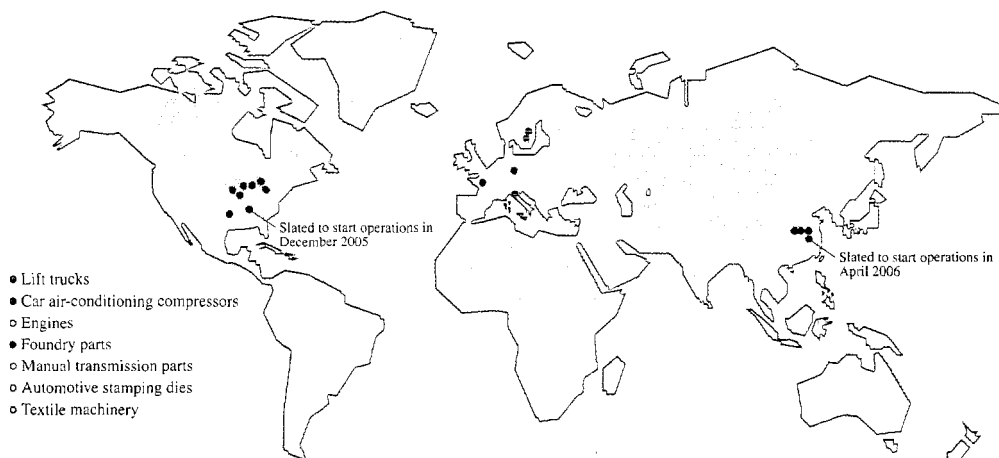 Slated to start operations in
December 2005
Slated to start operations in
April 2006
Lift trucks
Car air-conditioning compressors
Engines
Foundry parts
Manual transmission parts
Automotive stamping dies
Textile machinery